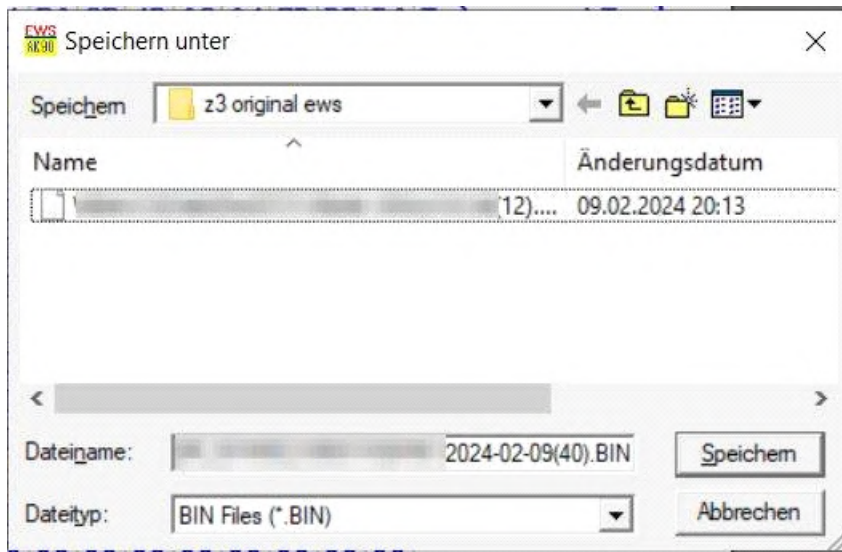 EWS
AK90
Speichern unter
Speichern
z3 original ews
Name
Änderungsdatum
(12)....
09.02.2024 20:13
Dateiname:
2024-02-09(40).BIN
Speichern
Dateityp:
BIN Files (*.BIN)
Abbrechen